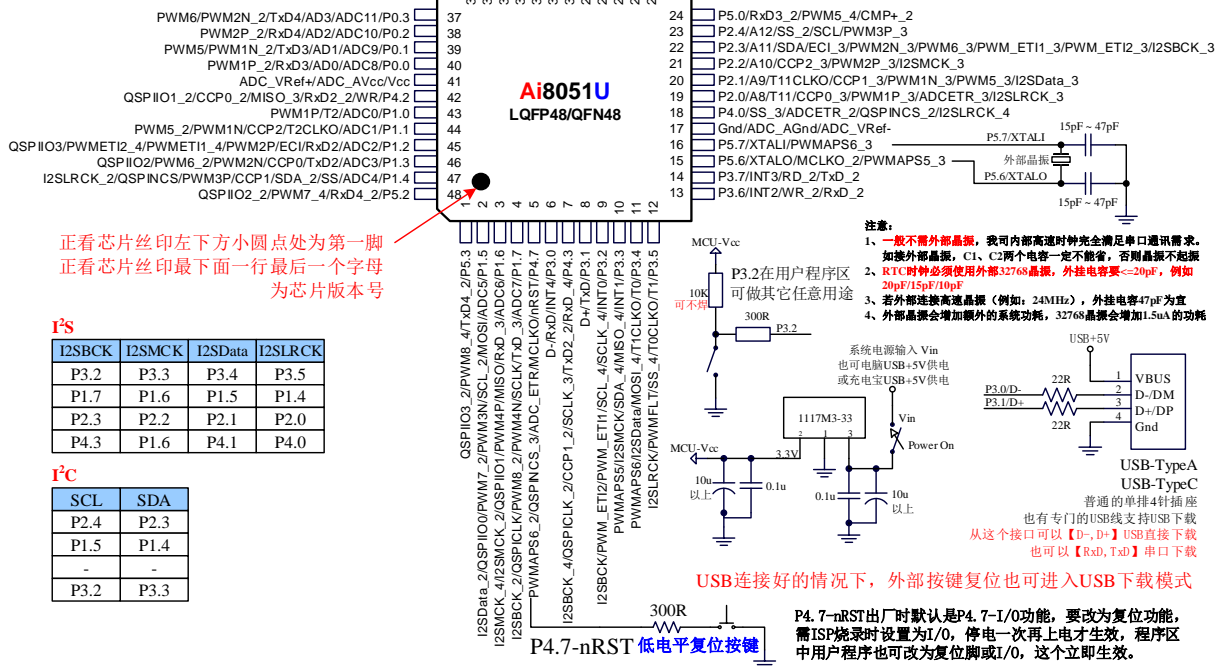 PWM6/PWM2N_2/TxD4/AD3/ADC11/P0.3 37
PWM2P_2/RxD4/AD2/ADC10/P0.2 38
PWM5/PWM1N_2/TxD3/AD1/ADC9/P0.1 39
PWM1P_2/RxD3/AD0/ADC8/P0.0 40
ADC_VRef+/ADC_AVcc/Vcc 41
QSPIIO1_2/CCP0_2/MISO_3/RxD2_2/WR/P4.2 42
PWM1P/T2/ADC0/P1.0 43
PWM5_2/PWM1N/CCP2/T2CLKO/ADC1/P1.1 44
QSPIIO3/PWMETI2_4/PWMETI1_4/PWM2P/ECI/RxD2/ADC2/P1.2 45
QSPIIO2/PWM6_2/PWM2N/CCP0/TxD2/ADC3/P1.3 46
I2SLRCK_2/QSPINCS/PWM3P/CCP1/SDA_2/SS/ADC4/P1.4 47
QSPIIO2_2/PWM7_4/RxD4_2/P5.2 48
Ai8051U
LQFP48/QFN48
24 P5.0/RxD3_2/PWM5_4/CMP+_2
23 P2.4/A12/SS_2/SCL/PWM3P_3
22 P2.3/A11/SDA/ECI_3/PWM2N_3/PWM6_3/PWM_ETI1_3/PWM_ETI2_3/I2SBCK_3
21 P2.2/A10/CCP2_3/PWM2P_3/I2SMCK_3
20 P2.1/A9/T11CLKO/CCP1_3/PWM1N_3/PWM5_3/I2SData_3
19 P2.0/A8/T11/CCP0_3/PWM1P_3/ADCETR_3/I2SLRCK_3
18 P4.0/SS_3/ADCETR_2/QSPINCS_2/I2SLRCK_4
17 Gnd/ADC_AGnd/ADC_VRef-
16 P5.7/XTALI/PWMAPS6_3
15 P5.6/XTALO/MCLKO_2/PWMAPS5_3
14 P3.7/INT3/RD_2/TxD_2
13 P3.6/INT2/WR_2/RxD_2
1 QSPIIO3_2/PWM8_4/TxD4_2/P5.3
2 I2SData_2/QSPIIO0/PWM7_2/PWM3N/SCL_2/MOSI/ADC5/P1.5
3 I2SMCK_4/I2SMCK_2/QSPIIO1/PWM4P/MISO/RxD_3/ADC6/P1.6
4 I2SBCK_2/QSPICLK/PWM8_2/PWM4N/SCLK/TxD_3/ADC7/P1.7
5 PWMAPS6_2/QSPINCS_3/ADC_ETR/MCLKO/nRST/P4.7
6 D-/RxD/INT4/P3.0
7 I2SBCK_4/QSPICLK_2/CCP1_2/SCLK_3/TxD2_2/RxD_4/P4.3
8 D+/TxD/P3.1
9 I2SBCK/PWM_ETI2/PWM_ETI1/SCL_4/SCLK_4/INT0/P3.2
10 PWMAPS5/I2SMCK/SDA_4/MISO_4/INT1/P3.3
11 PWMAPS6/I2SData/MOSI_4/T1CLKO/T0/P3.4
12 I2SLRCK/PWMFLT/SS_4/T0CLKO/T1/P3.5
正看芯片丝印左下方小圆点处为第一脚
正看芯片丝印最下面一行最后一个字母
为芯片版本号
I²S
I2SBCK I2SMCK I2SData I2SLRCK
P3.2 P3.3 P3.4 P3.5
P1.7 P1.6 P1.5 P1.4
P2.3 P2.2 P2.1 P2.0
P4.3 P1.6 P4.1 P4.0
I²C
SCL SDA
P2.4 P2.3
P1.5 P1.4
- -
P3.2 P3.3
15pF ~ 47pF
P5.7/XTALI
外部晶振
P5.6/XTALO
15pF ~ 47pF
注意:
1、一般不需外部晶振，我司内部高速时钟完全满足串口通讯需求。
如接外部晶振，C1、C2两个电容一定不能省，否则晶振不起振
2、RTC时钟必须使用外部32768晶振，外挂电容要<=20pF，例如
20pF/15pF/10pF
3、若外部连接高速晶振（例如：24MHz），外挂电容47pF为宜
4、外部晶振会增加额外的系统功耗，32768晶振会增加1.5uA的功耗
MCU-Vcc
10K
可不焊
P3.2在用户程序区
可做其它任意用途
300R
P3.2
系统电源输入 Vin
也可电脑USB+5V供电
或充电宝USB+5V供电
1117M3-33
2 1 3
Vin
Power On
MCU-Vcc
3.3V
10u
以上
0.1u
0.1u
10u
以上
USB+5V
P3.0/D- 22R
P3.1/D+ 22R
1 VBUS
2 D-/DM
3 D+/DP
4 Gnd
USB-TypeA
USB-TypeC
普通的单排4针插座
也有专门的USB线支持USB下载
从这个接口可以【D-,D+】USB直接下载
也可以【RxD,TxD】串口下载
USB连接好的情况下，外部按键复位也可进入USB下载模式
300R
P4.7-nRST 低电平复位按键
P4.7-nRST出厂时默认是P4.7-I/O功能，要改为复位功能，
需ISP烧录时设置为I/O，停电一次再上电才生效，程序区
中用户程序也可改为复位脚或I/O，这个立即生效。